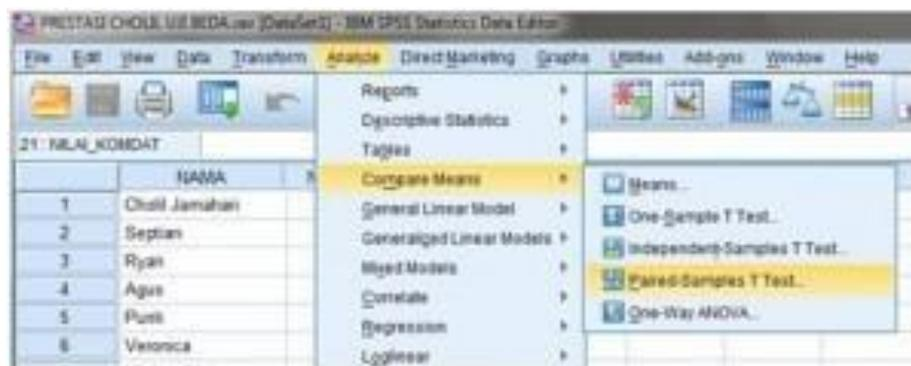 PRESTASI CHOLIL UJI BEDA.sav [DataSet1] - IBM SPSS Statistics Data Editor
File Edit View Data Transform Analyze Direct Marketing Graphs Utilities Add-ons Window Help
21 : NILAI_KOMDAT
NAMA
1 Cholil Jamahari
2 Septian
3 Ryan
4 Agus
5
6 Veronica
Reports
Descriptive Statistics
Tables
Compare Means
General Linear Model
Generalized Linear Models
Mixed Models
Correlate
Regression
Loglinear
Means...
One-Sample T Test...
Independent-Samples T Test...
Paired-Samples T Test...
One-Way ANOVA...